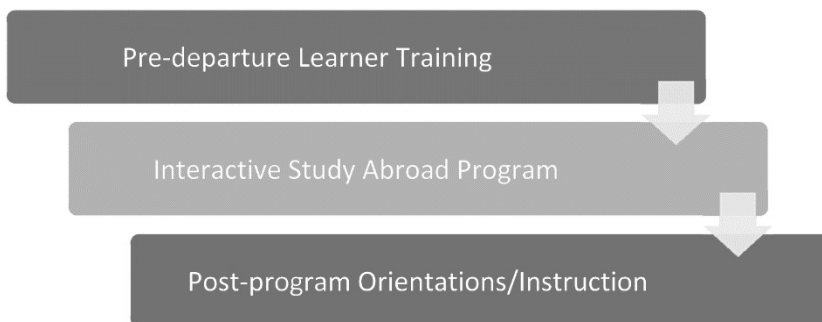 Pre-departure Learner Training
Interactive Study Abroad Program
Post-program Orientations/Instruction